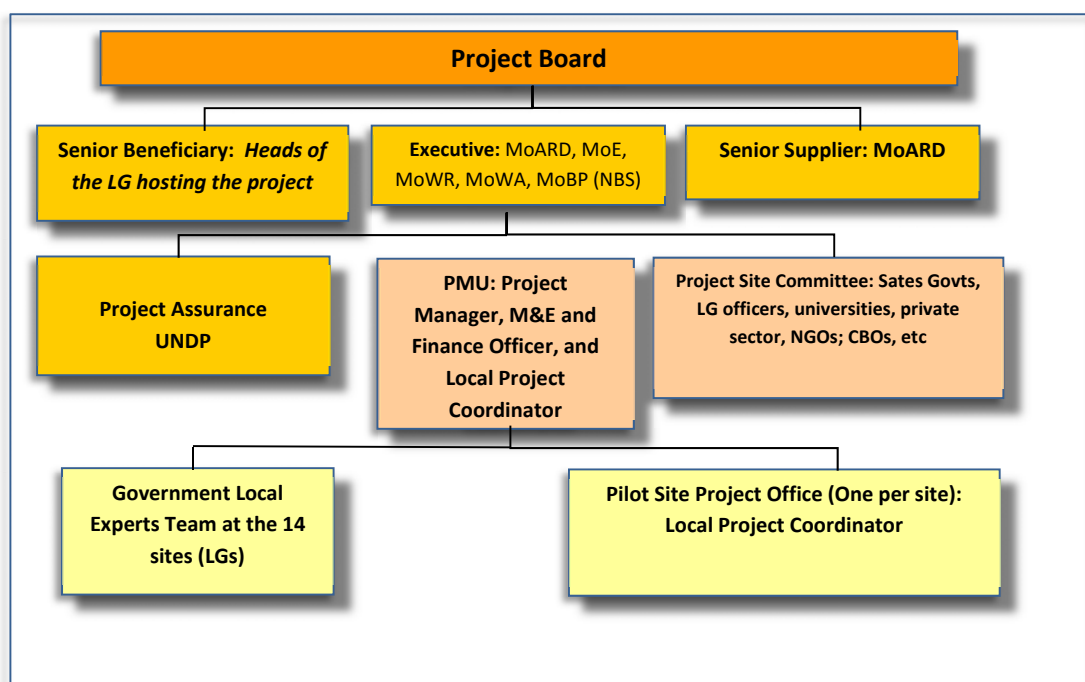 Project Board
Senior Beneficiary: Heads of
the LG hosting the project
Executive: MoARD, MoE,
MoWR, MoWA, MoBP (NBS)
Senior Supplier: MoARD
Project Assurance
UNDP
PMU: Project
Manager, M&E and
Finance Officer, and
Local Project
Coordinator
Project Site Committee: Sates Govts,
LG officers, universities, private
sector, NGOs; CBOs, etc
Government Local
Experts Team at the 14
sites (LGs)
Pilot Site Project Office (One per site):
Local Project Coordinator